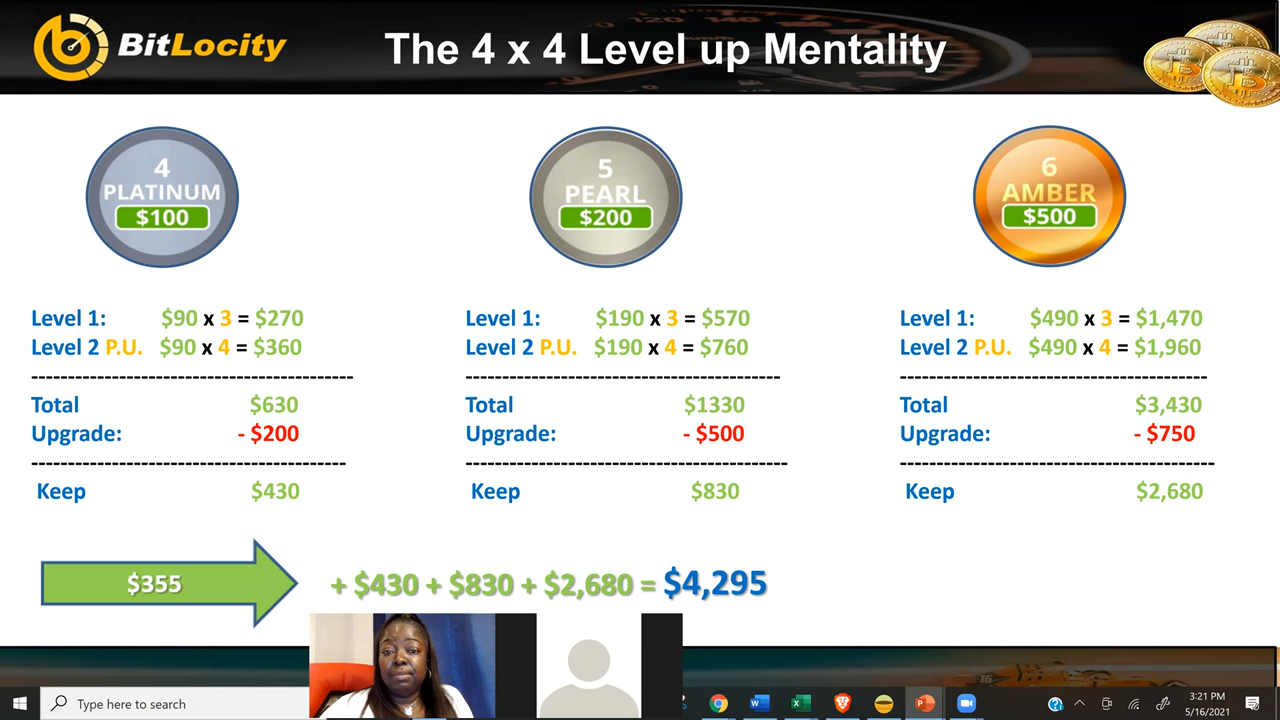 BitLocity
The 4 x 4 Level up Mentality
4
PLATINUM
$100
5
PEARL
$200
6
AMBER
$500
Level 1: $90 x 3 = $270
Level 2 P.U. $90 x 4 = $360
--------------------------------------------
Total $630
Upgrade: - $200
-------------------------------------------
Keep $430
Level 1: $190 x 3 = $570
Level 2 P.U. $190 x 4 = $760
-------------------------------------------
Total $1330
Upgrade: - $500
--------------------------------------------
Keep $830
Level 1: $490 x 3 = $1,470
Level 2 P.U. $490 x 4 = $1,960
------------------------------------------
Total $3,430
Upgrade: - $750
-------------------------------------------
Keep $2,680
$355 + $430 + $830 + $2,680 = $4,295
Type here to search
3:21 PM
5/16/2021